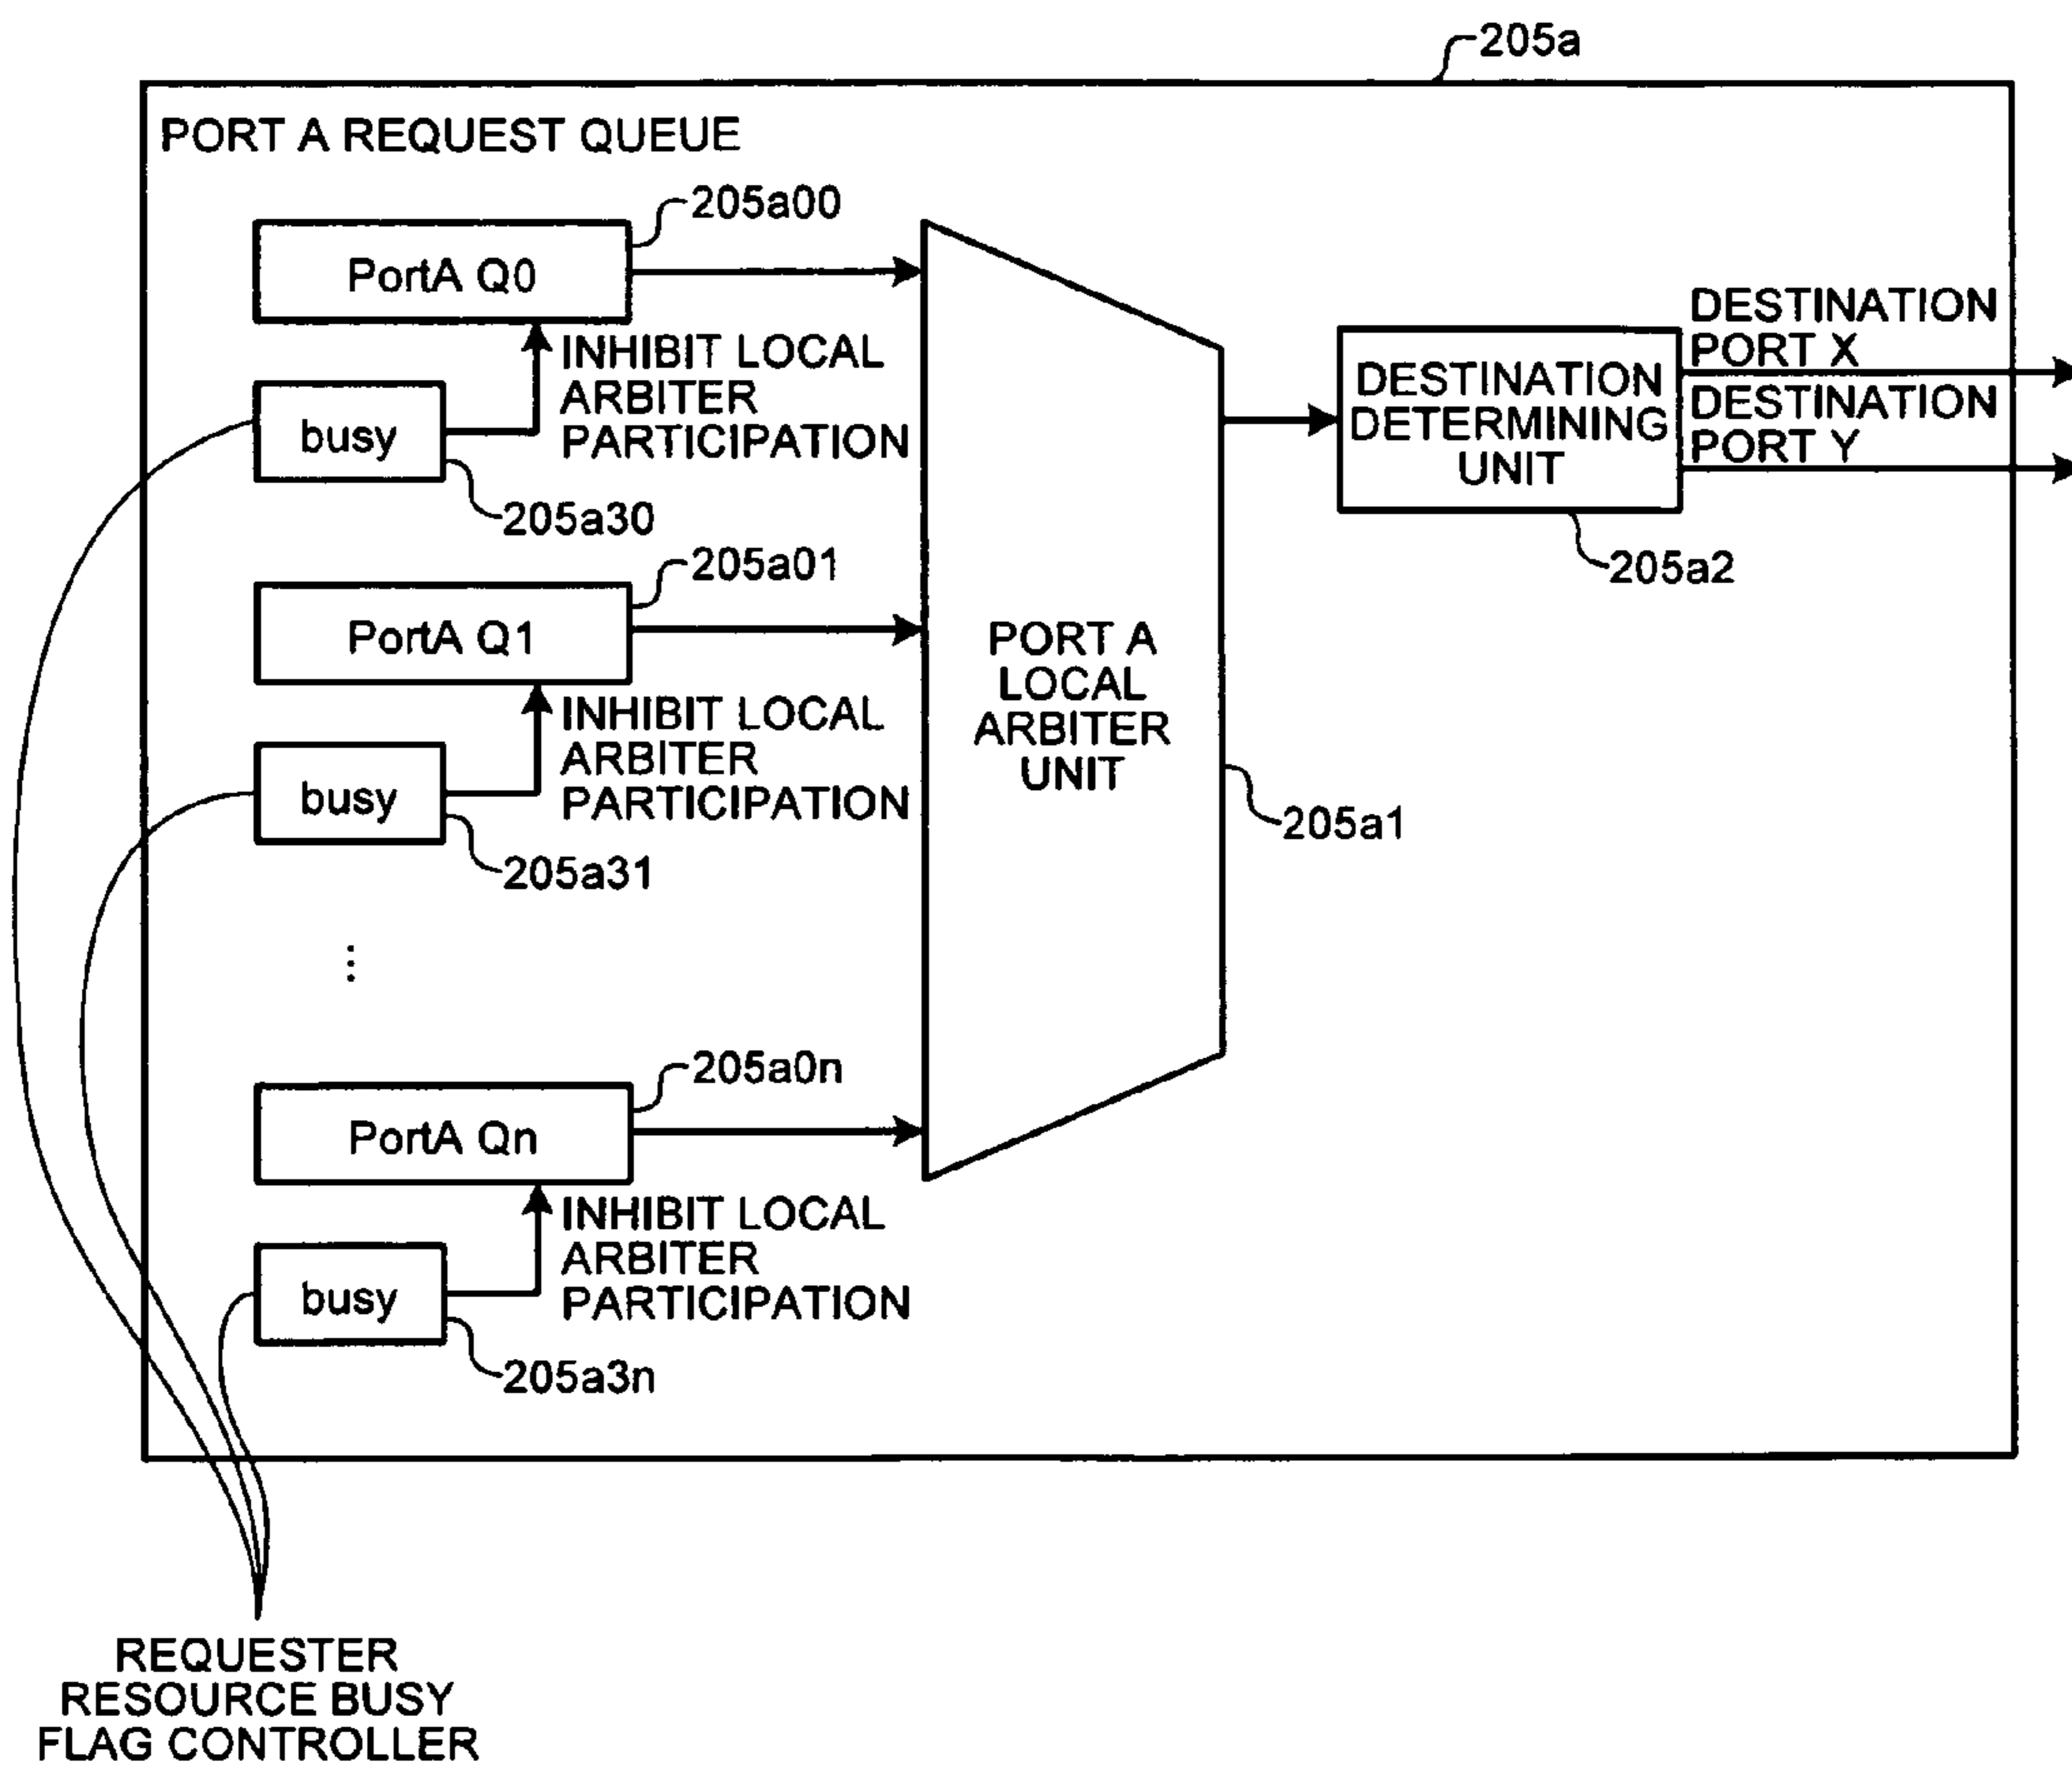 205a
PORT A REQUEST QUEUE
205a00
PortA Q0
INHIBIT LOCAL
ARBITER
PARTICIPATION
busy
205a30
205a01
PortA Q1
INHIBIT LOCAL
ARBITER
PARTICIPATION
busy
205a31
⋮
205a0n
PortA Qn
INHIBIT LOCAL
ARBITER
PARTICIPATION
busy
205a3n
PORT A
LOCAL
ARBITER
UNIT
205a1
DESTINATION
DETERMINING
UNIT
205a2
DESTINATION
PORT X
DESTINATION
PORT Y
REQUESTER
RESOURCE BUSY
FLAG CONTROLLER